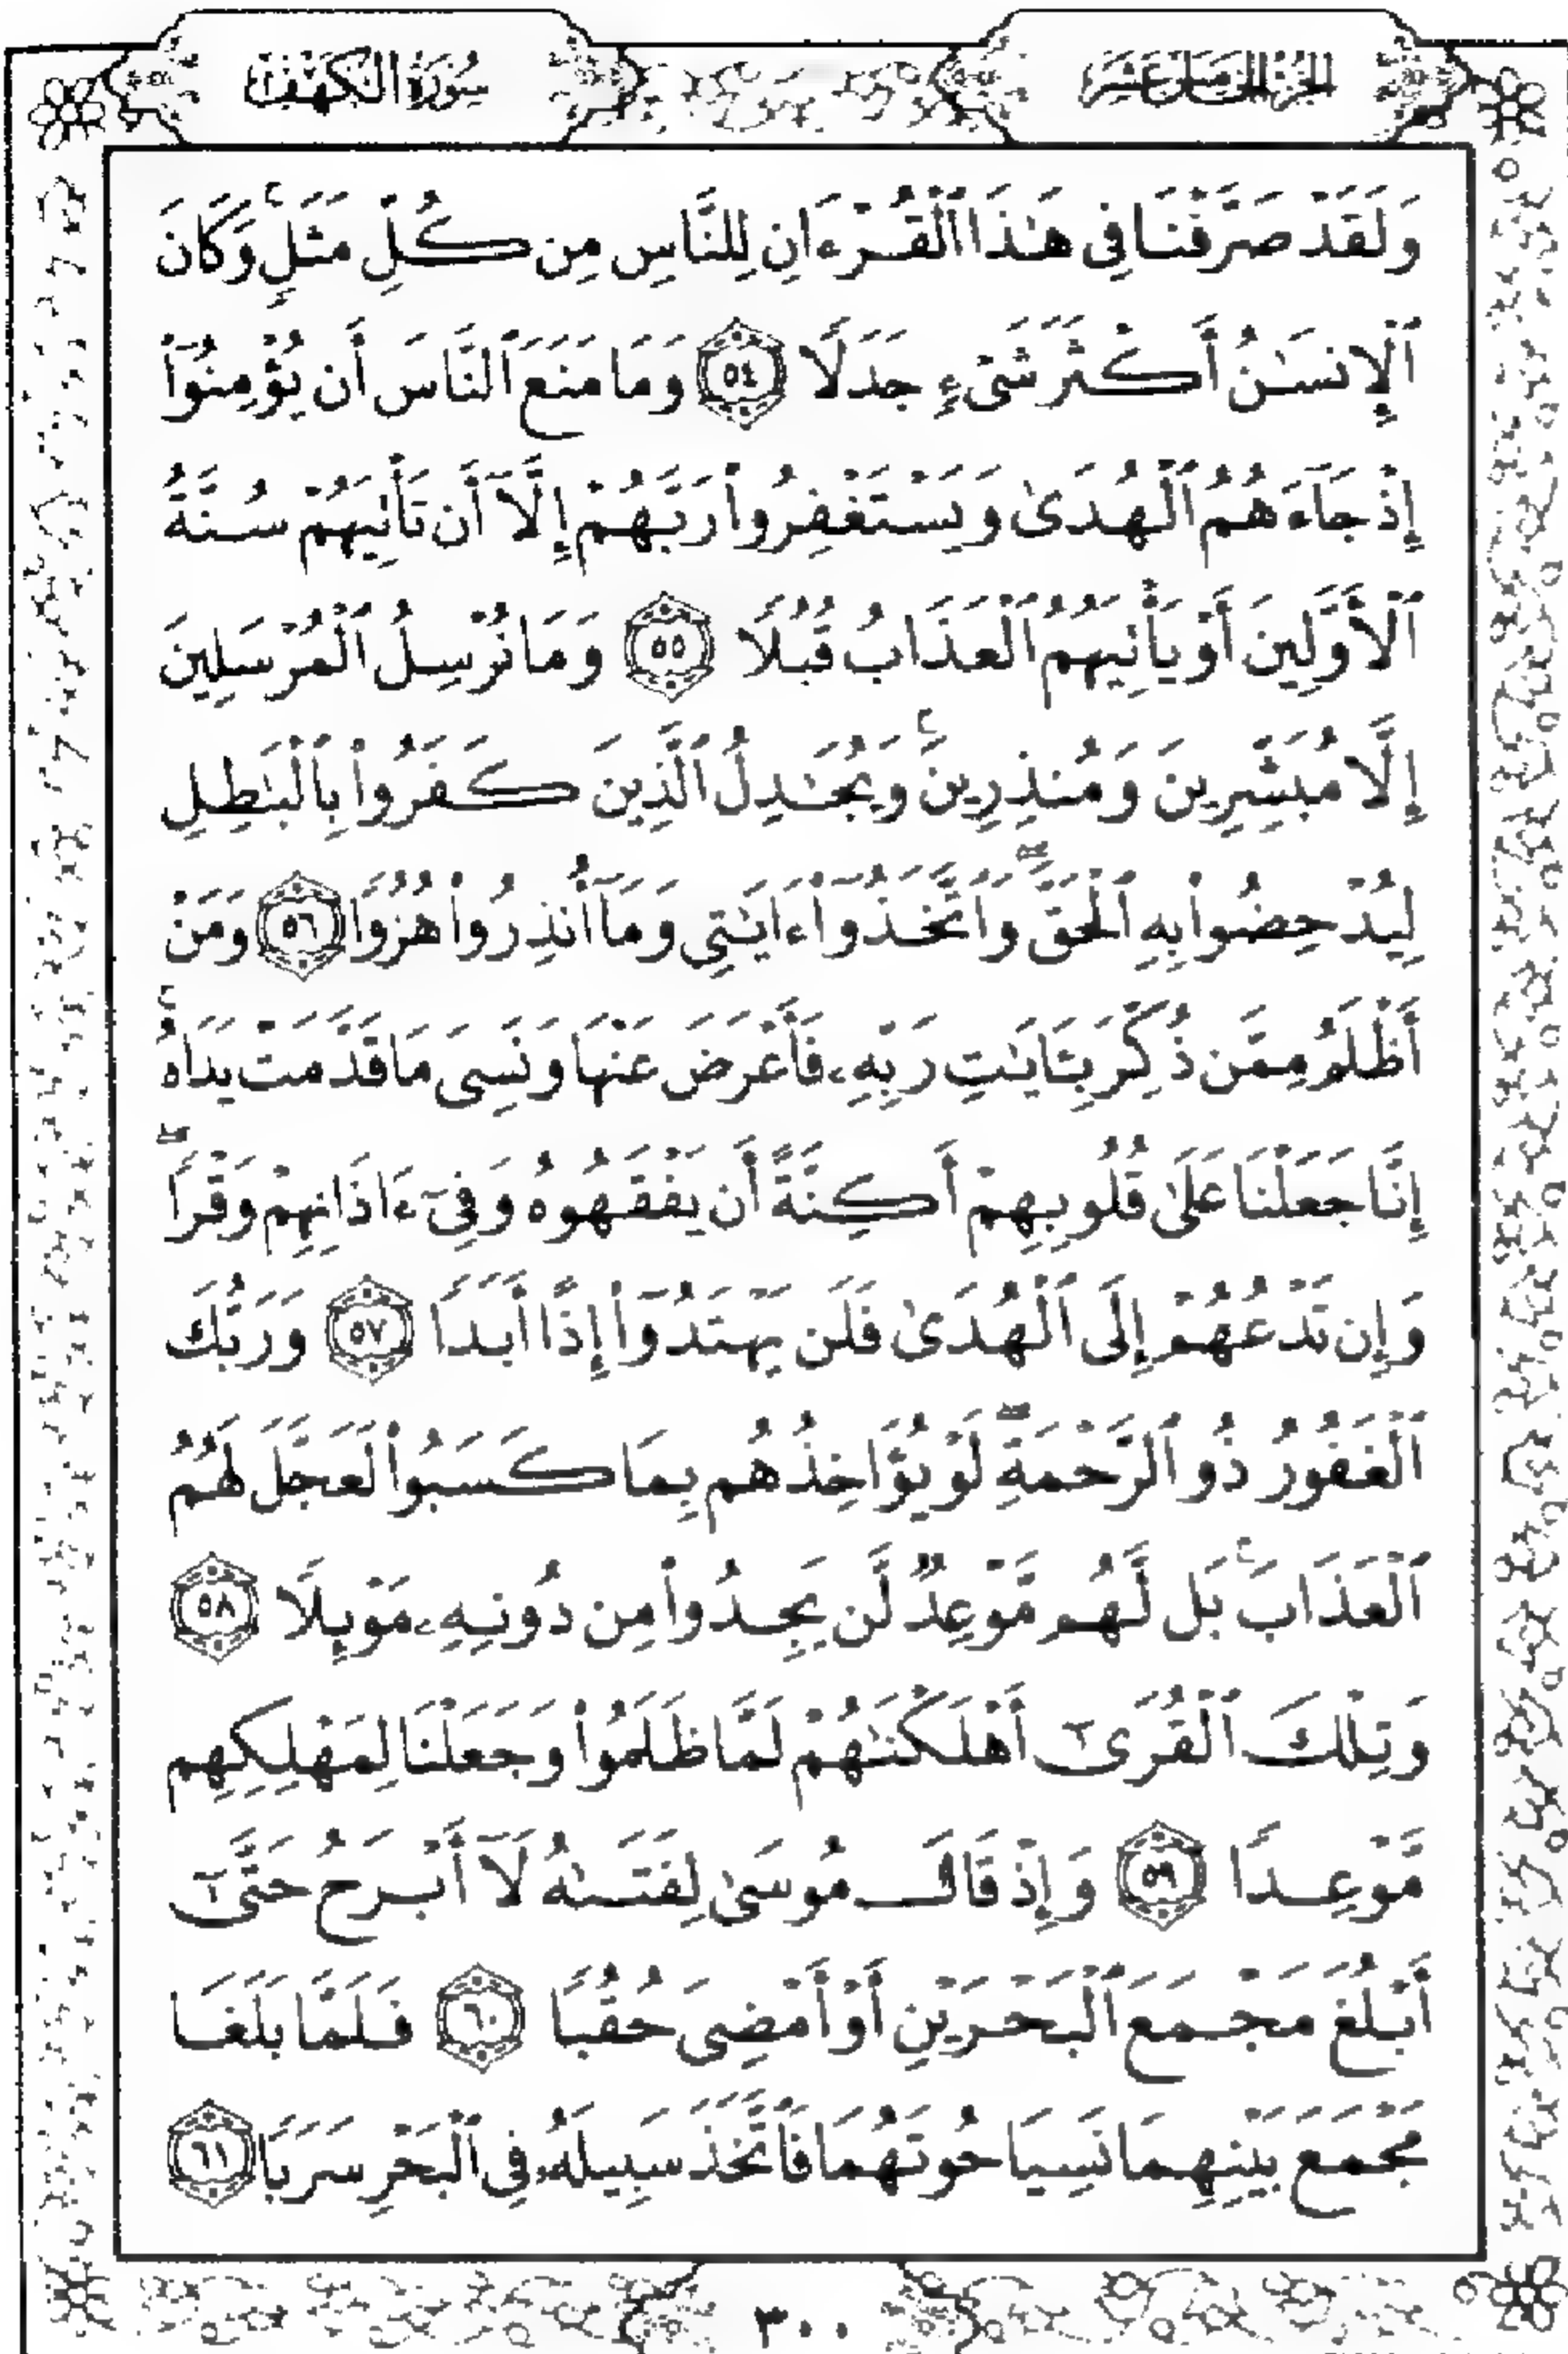 الجزء الخامس عشر
سورة الكهف
وَلَقَدْ صَرَّفْنَا فِى هَٰذَا ٱلْقُرْءَانِ لِلنَّاسِ مِن كُلِّ مَثَلٍ ۚ وَكَانَ
ٱلْإِنسَٰنُ أَكْثَرَ شَىْءٍ جَدَلًا ٥٤ وَمَا مَنَعَ ٱلنَّاسَ أَن يُؤْمِنُوٓا۟
إِذْ جَآءَهُمُ ٱلْهُدَىٰ وَيَسْتَغْفِرُوا۟ رَبَّهُمْ إِلَّآ أَن تَأْتِيَهُمْ سُنَّةُ
ٱلْأَوَّلِينَ أَوْ يَأْتِيَهُمُ ٱلْعَذَابُ قُبُلًا ٥٥ وَمَا نُرْسِلُ ٱلْمُرْسَلِينَ
إِلَّا مُبَشِّرِينَ وَمُنذِرِينَ ۚ وَيُجَٰدِلُ ٱلَّذِينَ كَفَرُوا۟ بِٱلْبَٰطِلِ
لِيُدْحِضُوا۟ بِهِ ٱلْحَقَّ ۖ وَٱتَّخَذُوٓا۟ ءَايَٰتِى وَمَآ أُنذِرُوا۟ هُزُوًا ٥٦ وَمَنْ
أَظْلَمُ مِمَّن ذُكِّرَ بِـَٔايَٰتِ رَبِّهِۦ فَأَعْرَضَ عَنْهَا وَنَسِىَ مَا قَدَّمَتْ يَدَاهُ ۚ
إِنَّا جَعَلْنَا عَلَىٰ قُلُوبِهِمْ أَكِنَّةً أَن يَفْقَهُوهُ وَفِىٓ ءَاذَانِهِمْ وَقْرًا ۖ
وَإِن تَدْعُهُمْ إِلَى ٱلْهُدَىٰ فَلَن يَهْتَدُوٓا۟ إِذًا أَبَدًا ٥٧ وَرَبُّكَ
ٱلْغَفُورُ ذُو ٱلرَّحْمَةِ ۖ لَوْ يُؤَاخِذُهُم بِمَا كَسَبُوا۟ لَعَجَّلَ لَهُمُ
ٱلْعَذَابَ ۚ بَل لَّهُم مَّوْعِدٌ لَّن يَجِدُوا۟ مِن دُونِهِۦ مَوْئِلًا ٥٨
وَتِلْكَ ٱلْقُرَىٰٓ أَهْلَكْنَٰهُمْ لَمَّا ظَلَمُوا۟ وَجَعَلْنَا لِمَهْلِكِهِم
مَّوْعِدًا ٥٩ وَإِذْ قَالَ مُوسَىٰ لِفَتَىٰهُ لَآ أَبْرَحُ حَتَّىٰٓ
أَبْلُغَ مَجْمَعَ ٱلْبَحْرَيْنِ أَوْ أَمْضِىَ حُقُبًا ٦٠ فَلَمَّا بَلَغَا
مَجْمَعَ بَيْنِهِمَا نَسِيَا حُوتَهُمَا فَٱتَّخَذَ سَبِيلَهُۥ فِى ٱلْبَحْرِ سَرَبًا ٦١
٣٠٠